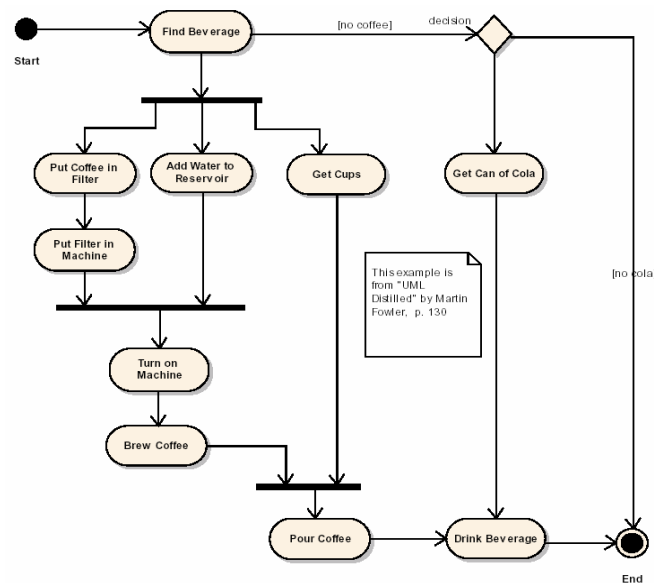 Start
Find Beverage
[no coffee]
decision
Put Coffee in
Filter
Add Water to
Reservoir
Get Cups
Get Can of Cola
Put Filter in
Machine
This example is
from "UML
Distilled" by Martin
Fowler, p. 130
[no cola
Turn on
Machine
Brew Coffee
Pour Coffee
Drink Beverage
End